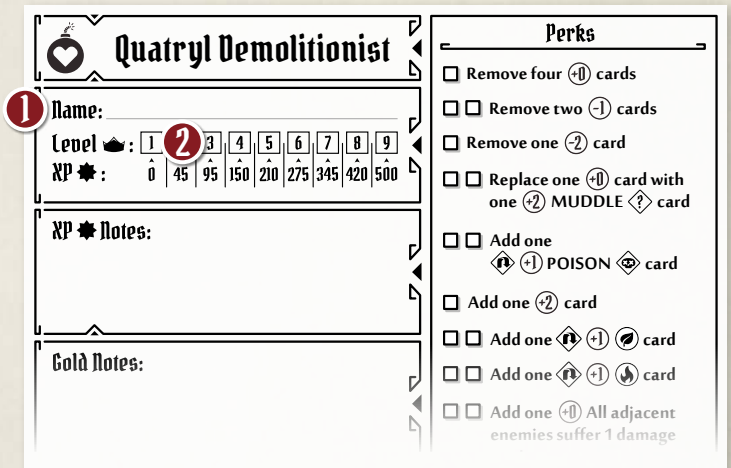 Quatryl Demolitionist
1
Name:
Level : 1 2 3 4 5 6 7 8 9
XP : 0 45 95 150 210 275 345 420 500
XP Notes:
Gold Notes:
Perks
Remove four +0 cards
Remove two -1 cards
Remove one -2 card
Replace one +0 card with
one +2 MUDDLE ? card
Add one
+1 POISON card
Add one +2 card
Add one +1 card
Add one +1 card
Add one +0 All adjacent
enemies suffer 1 damage